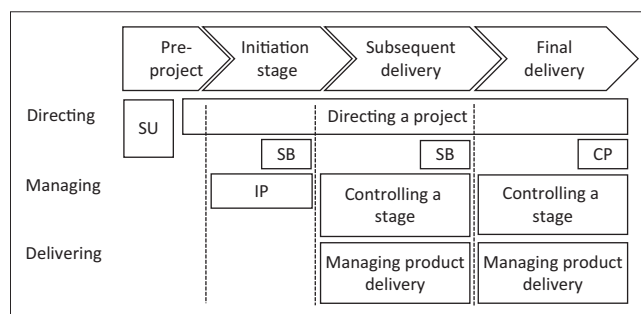 Pre-
project
Initiation
stage
Subsequent
delivery
Final
delivery
Directing
SU
Directing a project
SB
SB
CP
Managing
IP
Controlling a
stage
Controlling a
stage
Delivering
Managing product
delivery
Managing product
delivery